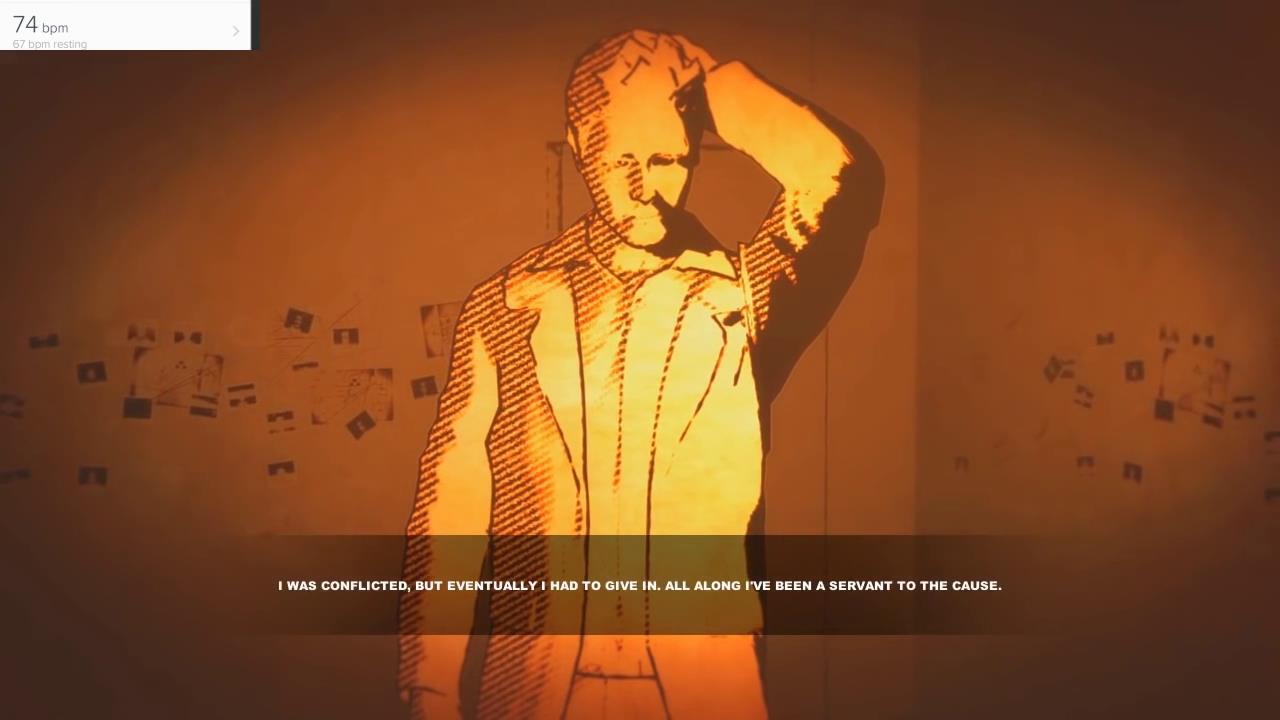 74 bpm
67 bpm resting
I WAS CONFLICTED, BUT EVENTUALLY I HAD TO GIVE IN. ALL ALONG I'VE BEEN A SERVANT TO THE CAUSE.